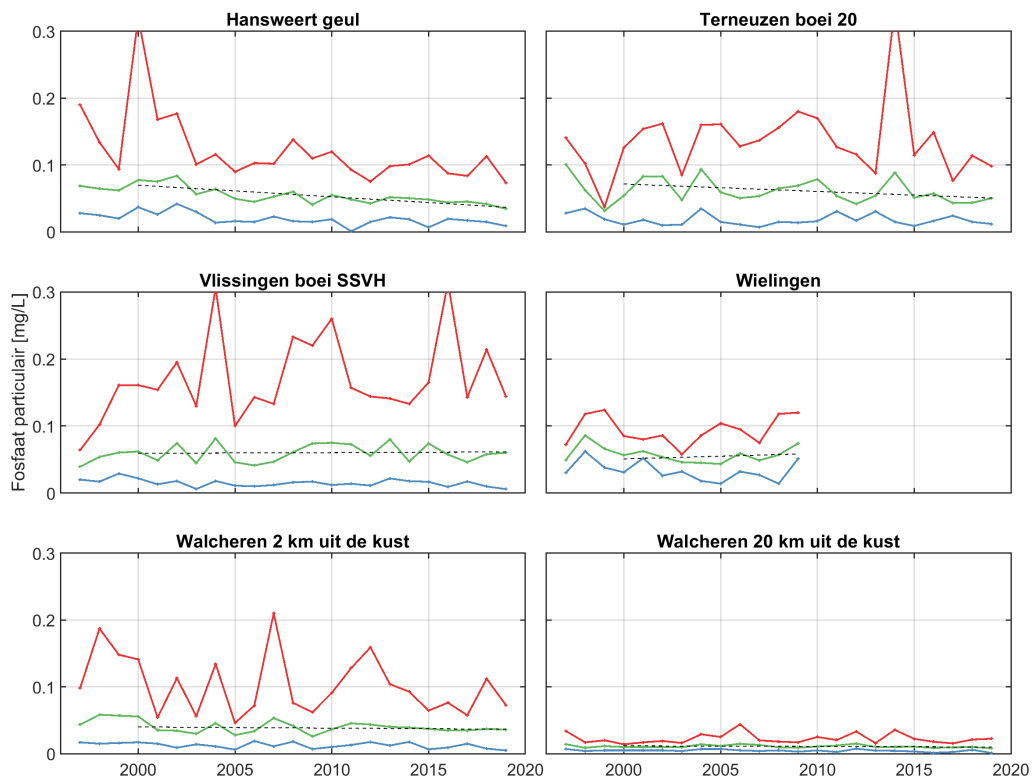 Hansweert geul
Terneuzen boei 20
0.3
0.2
0.1
0
Vlissingen boei SSVH
Wielingen
Fosfaat particulair [mg/L]
0.3
0.2
0.1
0
Walcheren 2 km uit de kust
Walcheren 20 km uit de kust
0.3
0.2
0.1
0
2000 2005 2010 2015 2020
2000 2005 2010 2015 2020